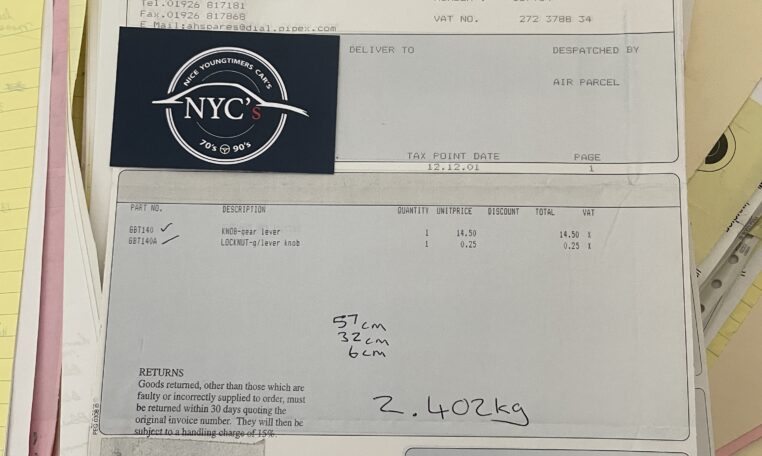 Tel.01926 817181
Fax.01926 817868
E Mail:ahspares@dial.pipex.com
VAT NO. 272 3788 34
NICE YOUNGTIMERS CAR'S
NYC's
70's 90's
DELIVER TO DESPATCHED BY
AIR PARCEL
TAX POINT DATE PAGE
12.12.01 1
PART NO. DESCRIPTION QUANTITY UNITPRICE DISCOUNT TOTAL VAT
GBT140 KNOB-gear lever 1 14.50 14.50 X
GBT140A LOCKNUT-g/lever knob 1 0.25 0.25 X
57cm
32cm
6cm
2.402kg
RETURNS
Goods returned, other than those which are
faulty or incorrectly supplied to order, must
be returned within 30 days quoting the
original invoice number. They will then be
subject to a handling charge of 15%.